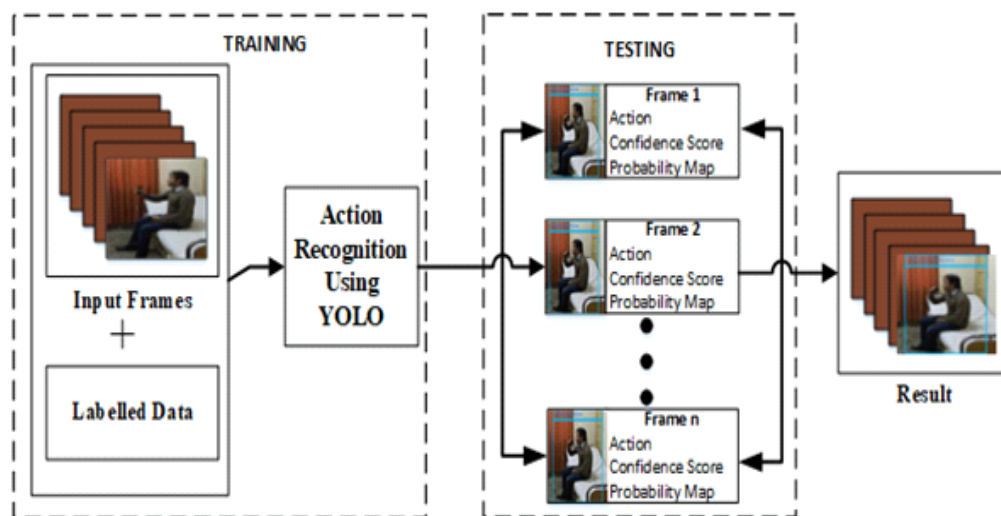 TRAINING
Input Frames
+
Labelled Data
Action
Recognition
Using
YOLO
TESTING
Frame 1
Action
Confidence Score
Probability Map
Frame 2
Action
Confidence Score
Probability Map
Frame n
Action
Confidence Score
Probability Map
Result